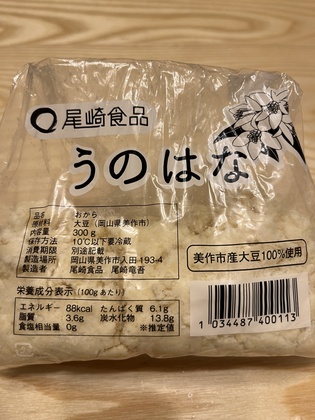 尾崎食品
うのはな
品名 おから
原材料 大豆(岡山県美作市)
内容量 300g
保存方法 10℃以下要冷蔵
消費期限 別途記載
製造場所 岡山県美作市入田193-4
製造者 尾崎食品 尾崎竜吾
栄養成分表示(100gあたり)
エネルギー 88kcal たんぱく質 6.1g
脂質 3.6g 炭水化物 13.8g
食塩相当量 0g ※推定値
美作市産大豆100%使用
1 034487 400113